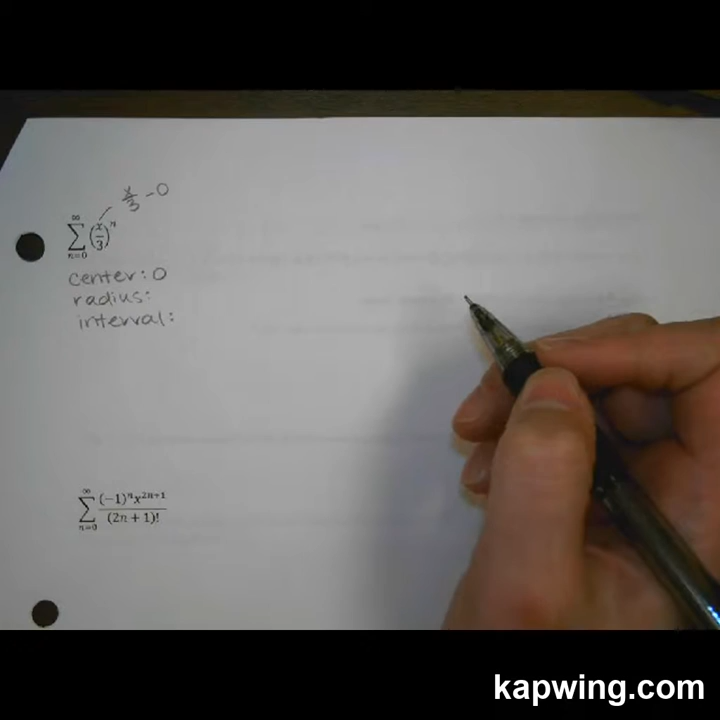 x/3 - 0
∞
∑ (x/3)^n
n=0
center: 0
radius:
interval:
∞
∑ (-1)^n x^{2n+1} / (2n + 1)!
n=0
kapwing.com